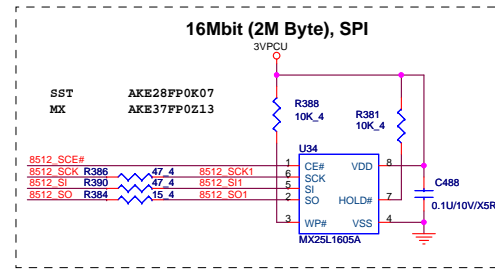 16Mbit (2M Byte), SPI
3VPCU
SST AKE28FP0K07
MX AKE37FP0Z13
R388
10K_4
R381
10K_4
U34
8512_SCE# 1 CE# VDD 8
8512_SCK R386 47_4 8512_SCK1 6 SCK
8512_SI R390 47_4 8512_SI1 5 SI
8512_SO R384 15_4 8512_SO1 2 SO HOLD# 7
3 WP# VSS 4
MX25L1605A
C488
0.1U/10V/X5R